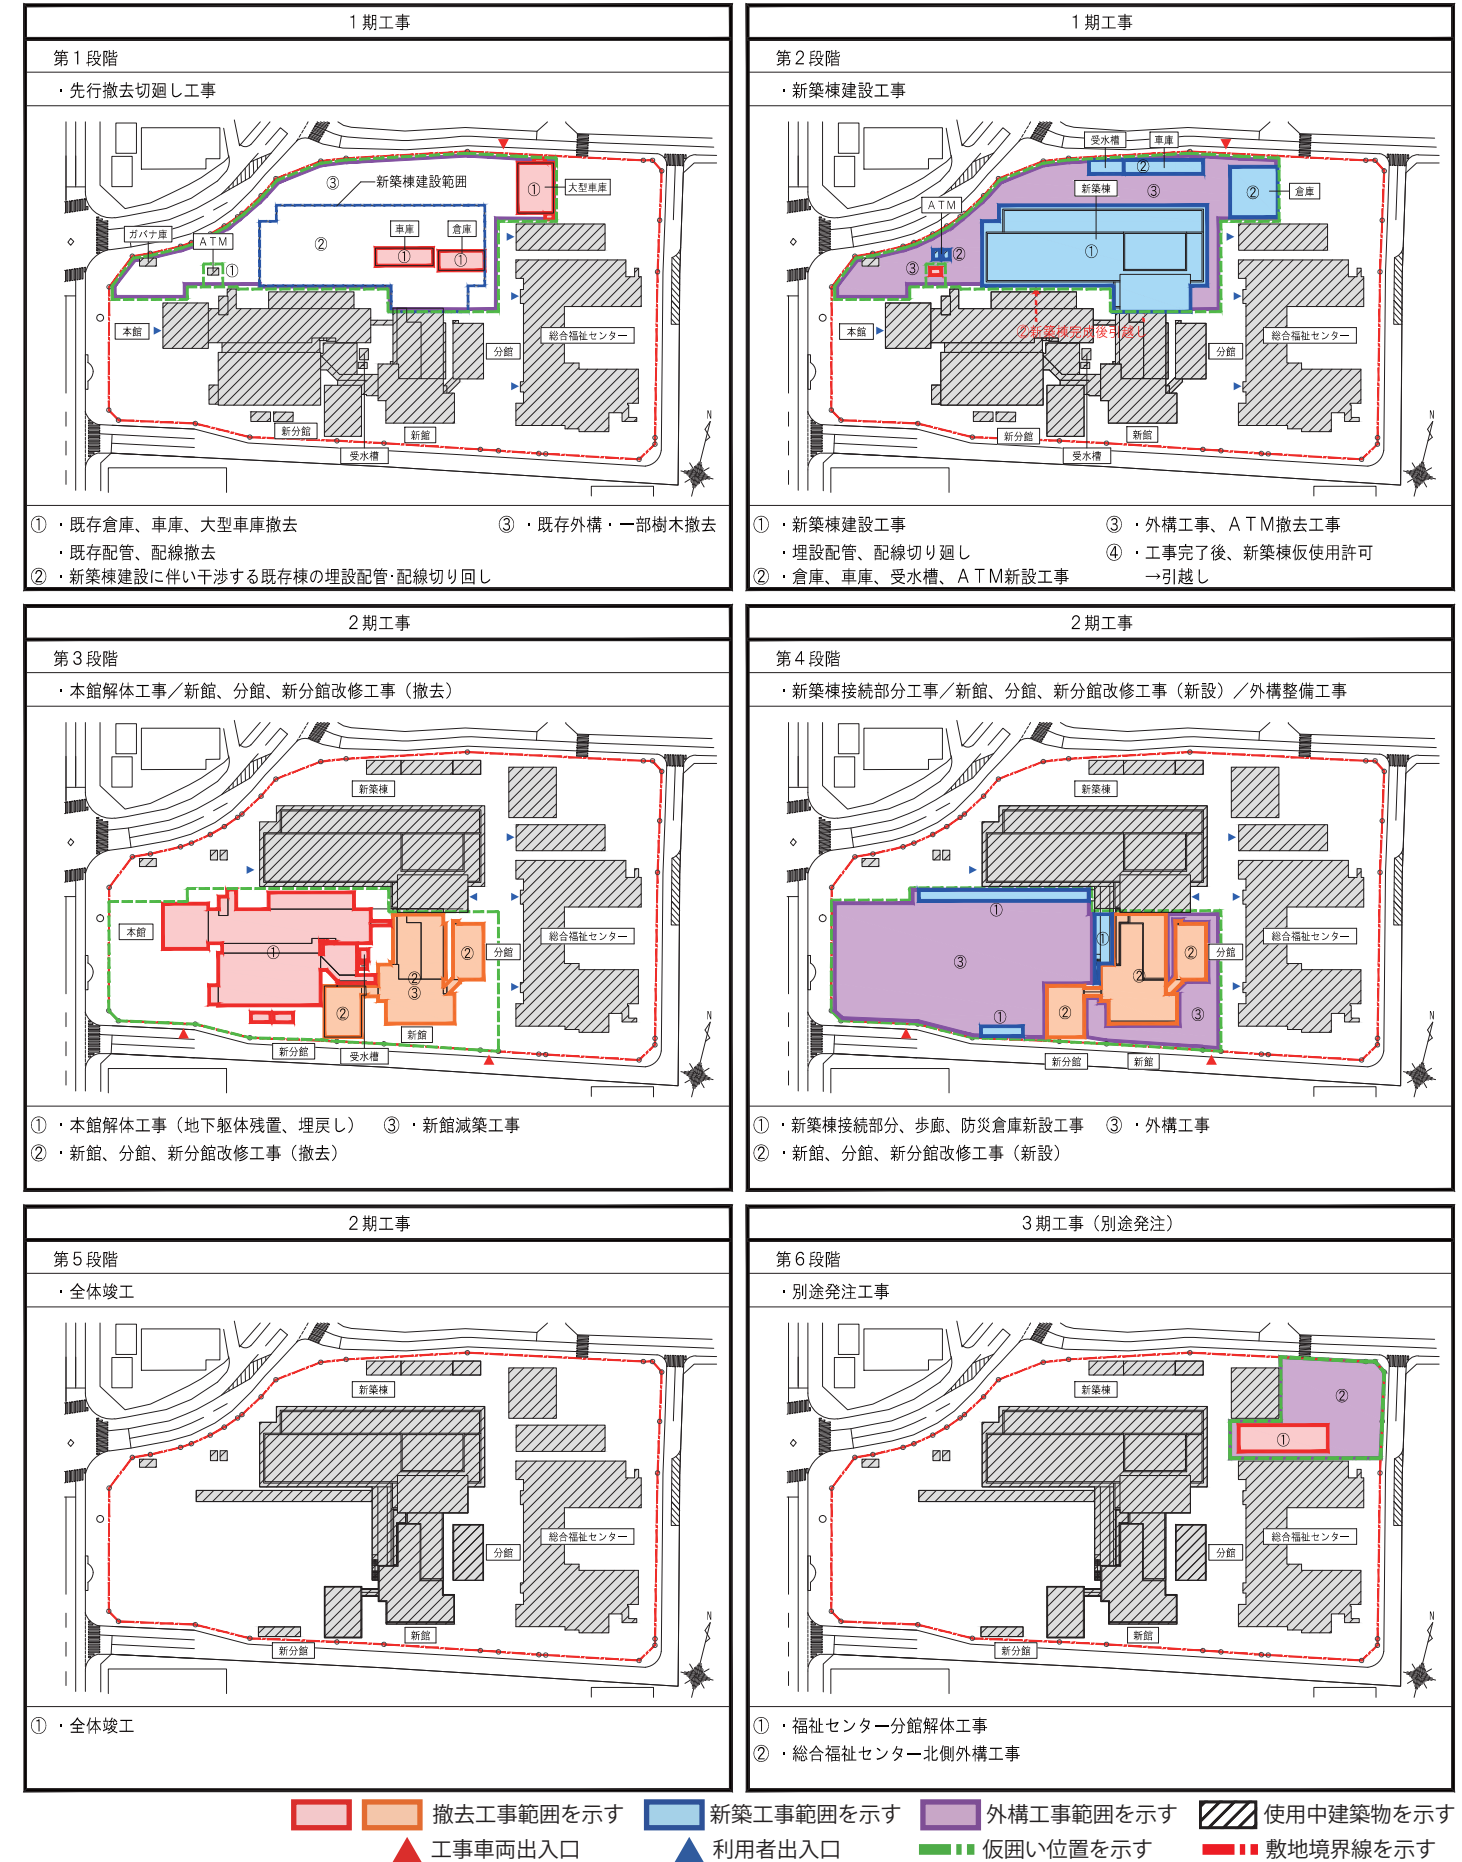 1期工事
第1段階
・先行撤去切廻し工事
③
新築棟建設範囲
①
大型車庫
ガバナ庫
ATM
①
②
車庫
倉庫
①
①
本館
分館
総合福祉センター
新分館
新館
受水槽
N
① ・既存倉庫、車庫、大型車庫撤去
・既存配管、配線撤去
② ・新築棟建設に伴い干渉する既存棟の埋設配管・配線切り回し
③ ・既存外構・一部樹木撤去
1期工事
第2段階
・新築棟建設工事
受水槽
車庫
②
新築棟
③
②
倉庫
ATM
②
③
①
②新築棟完成後引越し
本館
分館
総合福祉センター
新分館
新館
受水槽
N
① ・新築棟建設工事
・埋設配管、配線切り廻し
② ・倉庫、車庫、受水槽、ATM新設工事
③ ・外構工事、ATM撤去工事
④ ・工事完了後、新築棟仮使用許可
→引越し
2期工事
第3段階
・本館解体工事／新館、分館、新分館改修工事（撤去）
新築棟
本館
①
②
②
③
②
分館
総合福祉センター
新分館
新館
受水槽
N
① ・本館解体工事（地下躯体残置、埋戻し）
② ・新館、分館、新分館改修工事（撤去）
③ ・新館減築工事
2期工事
第4段階
・新築棟接続部分工事／新館、分館、新分館改修工事（新設）／外構整備工事
新築棟
①
①
③
②
②
②
①
③
分館
総合福祉センター
新分館
新館
N
① ・新築棟接続部分、歩廊、防災倉庫新設工事
② ・新館、分館、新分館改修工事（新設）
③ ・外構工事
2期工事
第5段階
・全体竣工
新築棟
分館
総合福祉センター
新分館
新館
N
① ・全体竣工
3期工事（別途発注）
第6段階
・別途発注工事
新築棟
②
①
分館
総合福祉センター
新分館
新館
N
① ・福祉センター分館解体工事
② ・総合福祉センター北側外構工事
撤去工事範囲を示す
新築工事範囲を示す
外構工事範囲を示す
使用中建築物を示す
工事車両出入口
利用者出入口
仮囲い位置を示す
敷地境界線を示す